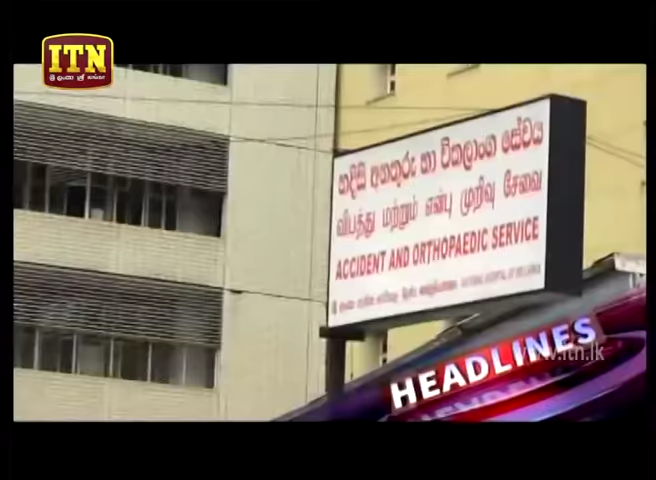 ITN
හදිසි අනතුරු හා විකලාංග සේවය
விபத்து மற்றும் என்பு முறிவு சேவை
ACCIDENT AND ORTHOPAEDIC SERVICE
HEADLINES
www.itn.lk